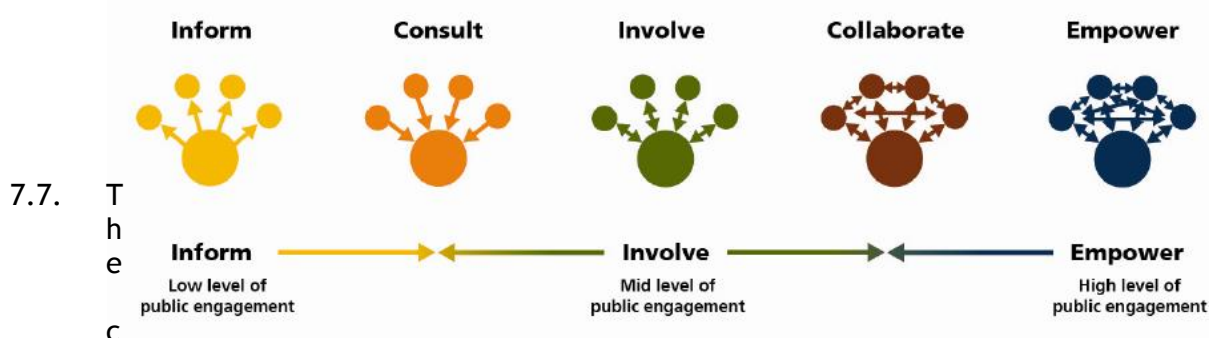 Inform Consult Involve Collaborate Empower
7.7. T
h
e
c
Inform Involve Empower
Low level of Mid level of High level of
public engagement public engagement public engagement